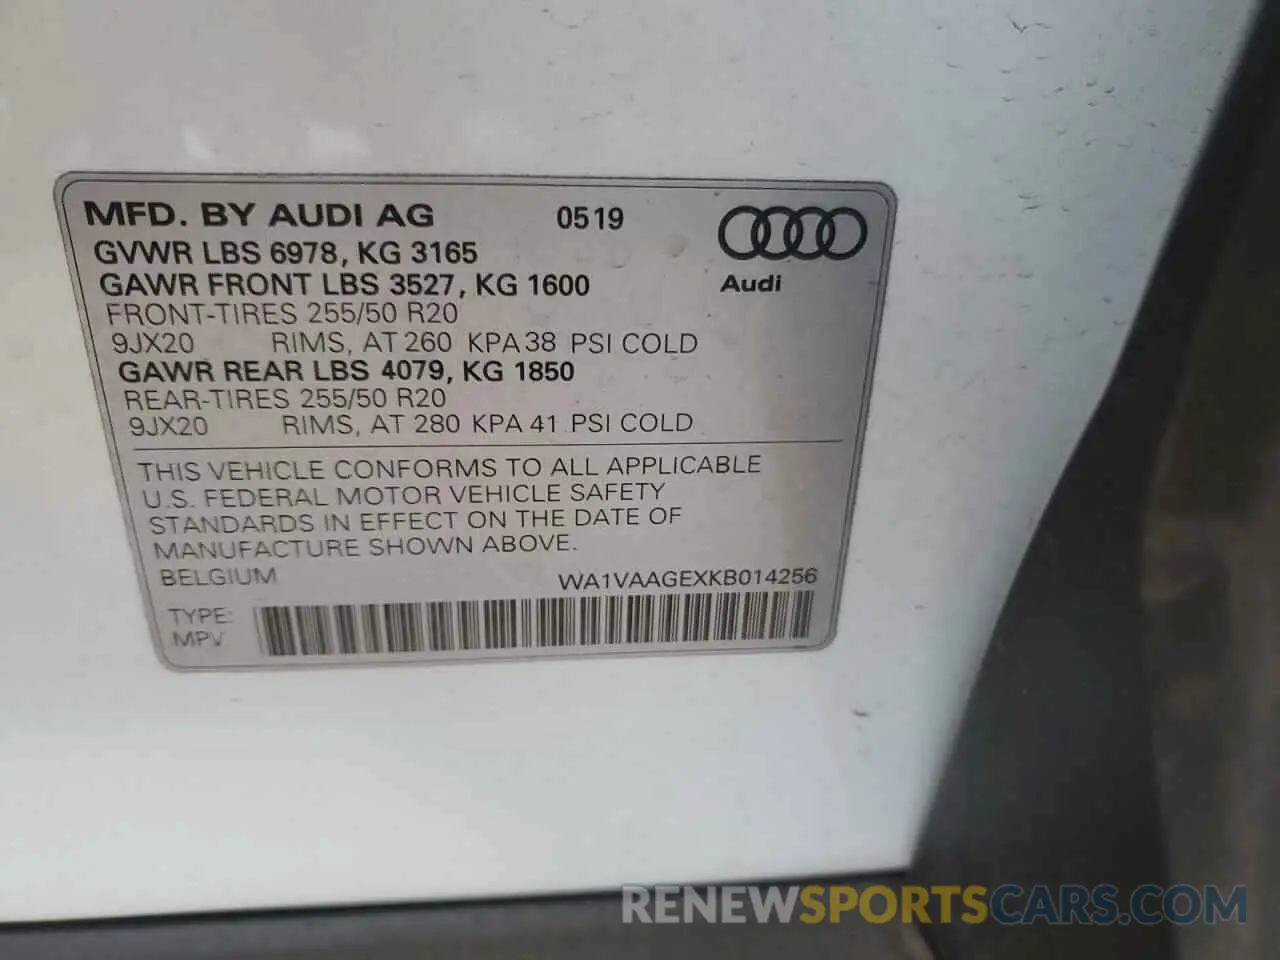 MFD. BY AUDI AG 0519
GVWR LBS 6978, KG 3165
GAWR FRONT LBS 3527, KG 1600
Audi
FRONT-TIRES 255/50 R20
9JX20 RIMS, AT 260 KPA 38 PSI COLD
GAWR REAR LBS 4079, KG 1850
REAR-TIRES 255/50 R20
9JX20 RIMS, AT 280 KPA 41 PSI COLD
THIS VEHICLE CONFORMS TO ALL APPLICABLE
U.S. FEDERAL MOTOR VEHICLE SAFETY
STANDARDS IN EFFECT ON THE DATE OF
MANUFACTURE SHOWN ABOVE.
BELGIUM WA1VAAGEXKB014256
TYPE:
MPV
RENEWSPORTSCARS.COM